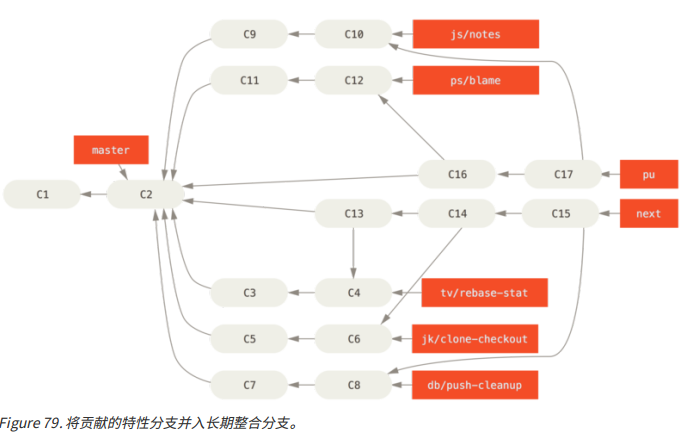 C9 C10 js/notes
C11 C12 ps/blame
master
C16 C17 pu
C1 C2
C13 C14 C15 next
C3 C4 tv/rebase-stat
C5 C6 jk/clone-checkout
C7 C8 db/push-cleanup
Figure 79. 将贡献的特性分支并入长期整合分支。